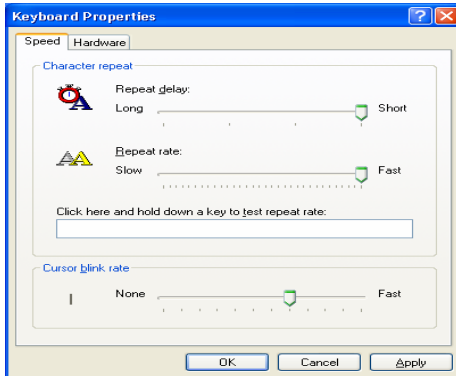 Keyboard Properties
Speed Hardware
Character repeat
Repeat delay:
Long Short
Repeat rate:
Slow Fast
Click here and hold down a key to test repeat rate:
Cursor blink rate
None Fast
OK Cancel Apply